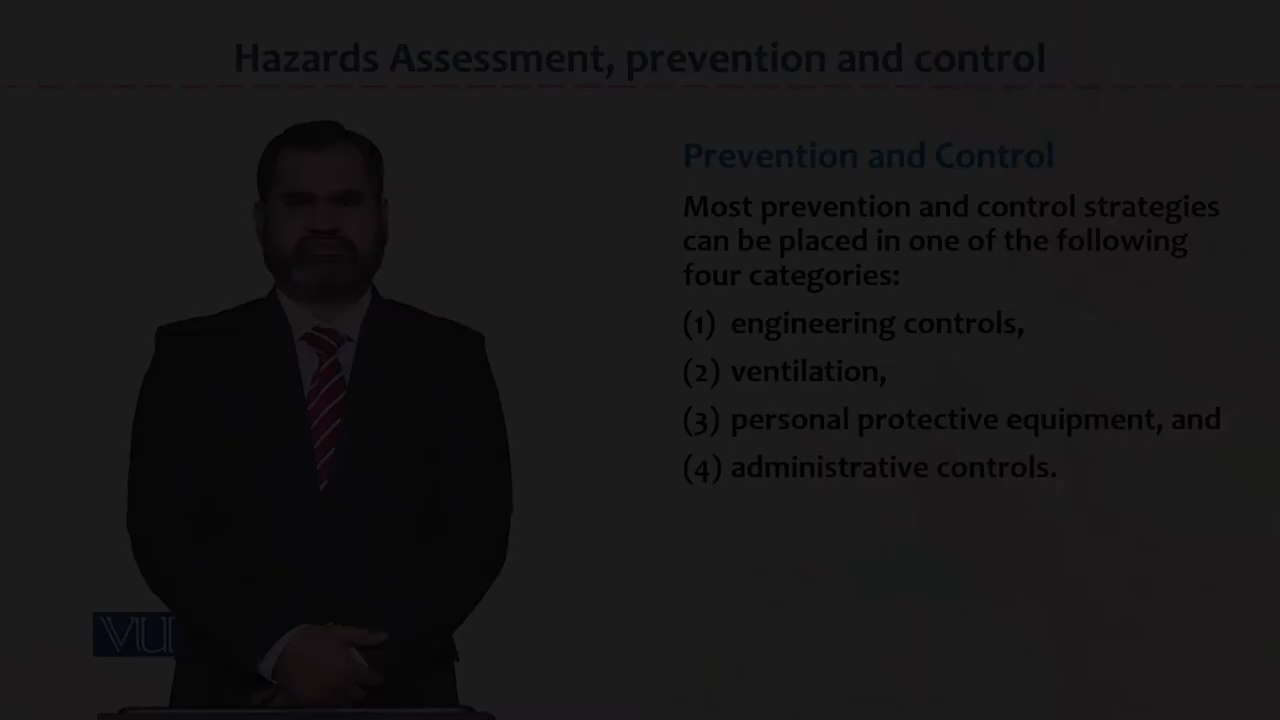 Hazards Assessment, prevention and control
Prevention and Control
Most prevention and control strategies
can be placed in one of the following
four categories:
(1) engineering controls,
(2) ventilation,
(3) personal protective equipment, and
(4) administrative controls.
VU